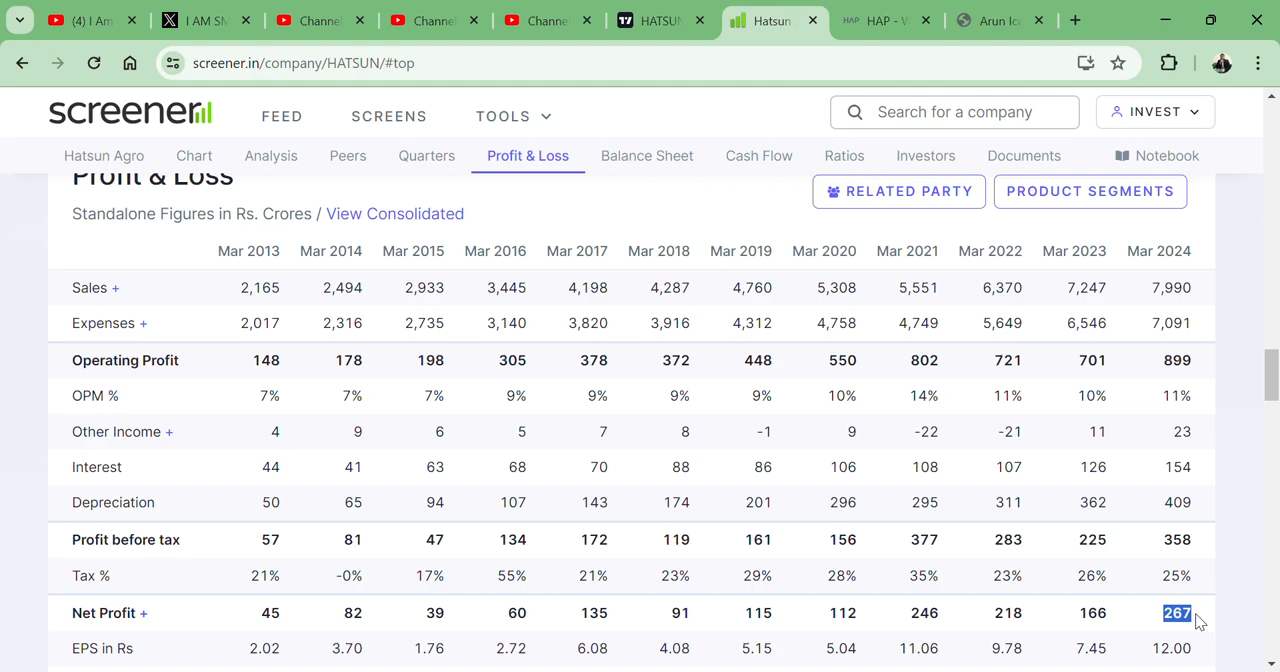 (4) I Am
I AM SM
Channel
Channel
Channel
HATSUN
Hatsun
HAP - V
Arun Ice
screener.in/company/HATSUN/#top
screener
FEED
SCREENS
TOOLS
Search for a company
INVEST
Hatsun Agro
Chart
Analysis
Peers
Quarters
Profit & Loss
Balance Sheet
Cash Flow
Ratios
Investors
Documents
Notebook
Profit & Loss
RELATED PARTY
PRODUCT SEGMENTS
Standalone Figures in Rs. Crores / View Consolidated
Mar 2013 Mar 2014 Mar 2015 Mar 2016 Mar 2017 Mar 2018 Mar 2019 Mar 2020 Mar 2021 Mar 2022 Mar 2023 Mar 2024
Sales + 2,165 2,494 2,933 3,445 4,198 4,287 4,760 5,308 5,551 6,370 7,247 7,990
Expenses + 2,017 2,316 2,735 3,140 3,820 3,916 4,312 4,758 4,749 5,649 6,546 7,091
Operating Profit 148 178 198 305 378 372 448 550 802 721 701 899
OPM % 7% 7% 7% 9% 9% 9% 9% 10% 14% 11% 10% 11%
Other Income + 4 9 6 5 7 8 -1 9 -22 -21 11 23
Interest 44 41 63 68 70 88 86 106 108 107 126 154
Depreciation 50 65 94 107 143 174 201 296 295 311 362 409
Profit before tax 57 81 47 134 172 119 161 156 377 283 225 358
Tax % 21% -0% 17% 55% 21% 23% 29% 28% 35% 23% 26% 25%
Net Profit + 45 82 39 60 135 91 115 112 246 218 166 267
EPS in Rs 2.02 3.70 1.76 2.72 6.08 4.08 5.15 5.04 11.06 9.78 7.45 12.00